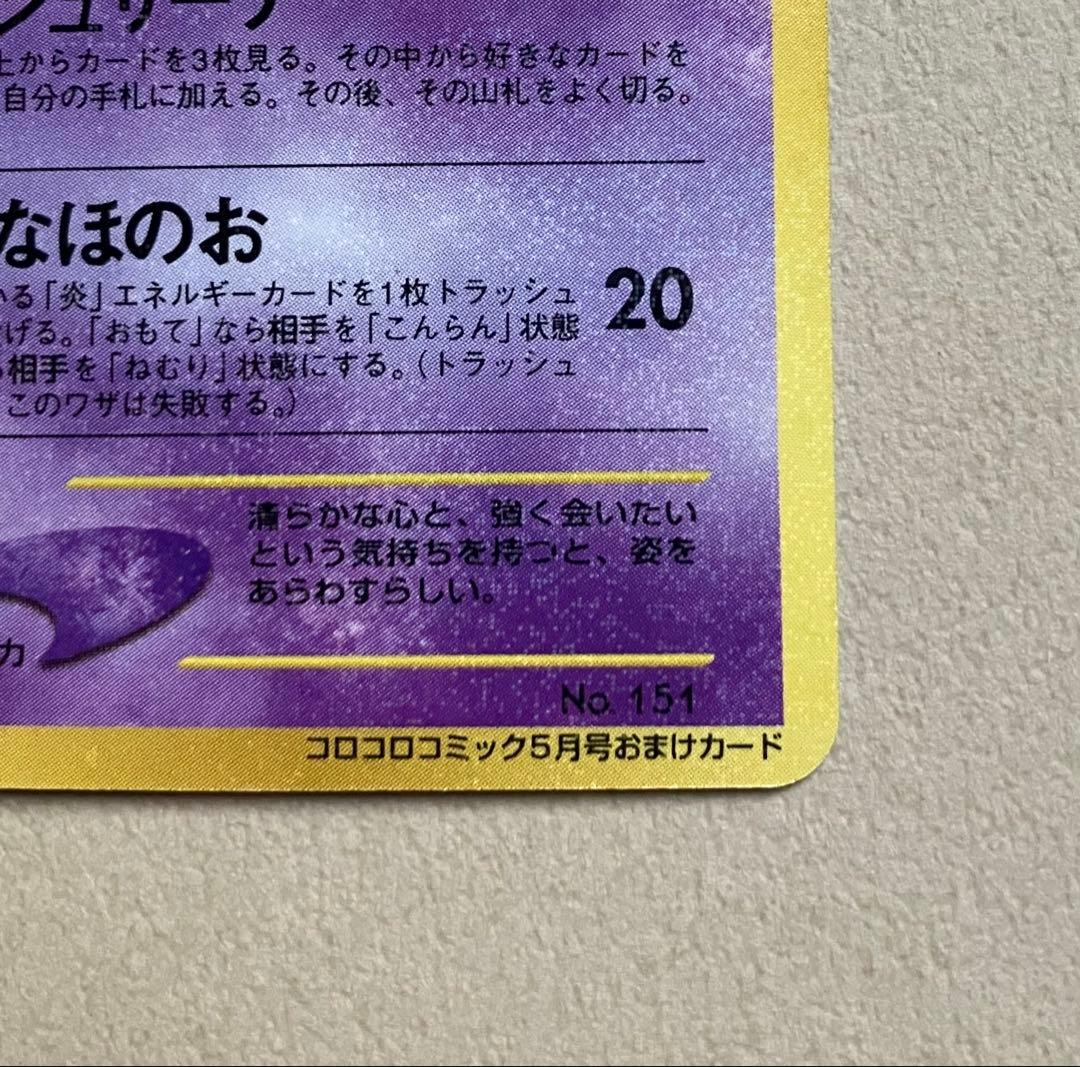 シュサーチ
上からカードを3枚見る。その中から好きなカードを
自分の手札に加える。その後、その山札をよく切る。
なほのお
いる「炎」エネルギーカードを1枚トラッシュ
げる。「おもて」なら相手を「こんらん」状態
相手を「ねむり」状態にする。（トラッシュ
このワザは失敗する。）
20
清らかな心と、強く会いたい
という気持ちを持つと、姿を
あらわすらしい。
力
No. 151
コロコロコミック5月号おまけカード